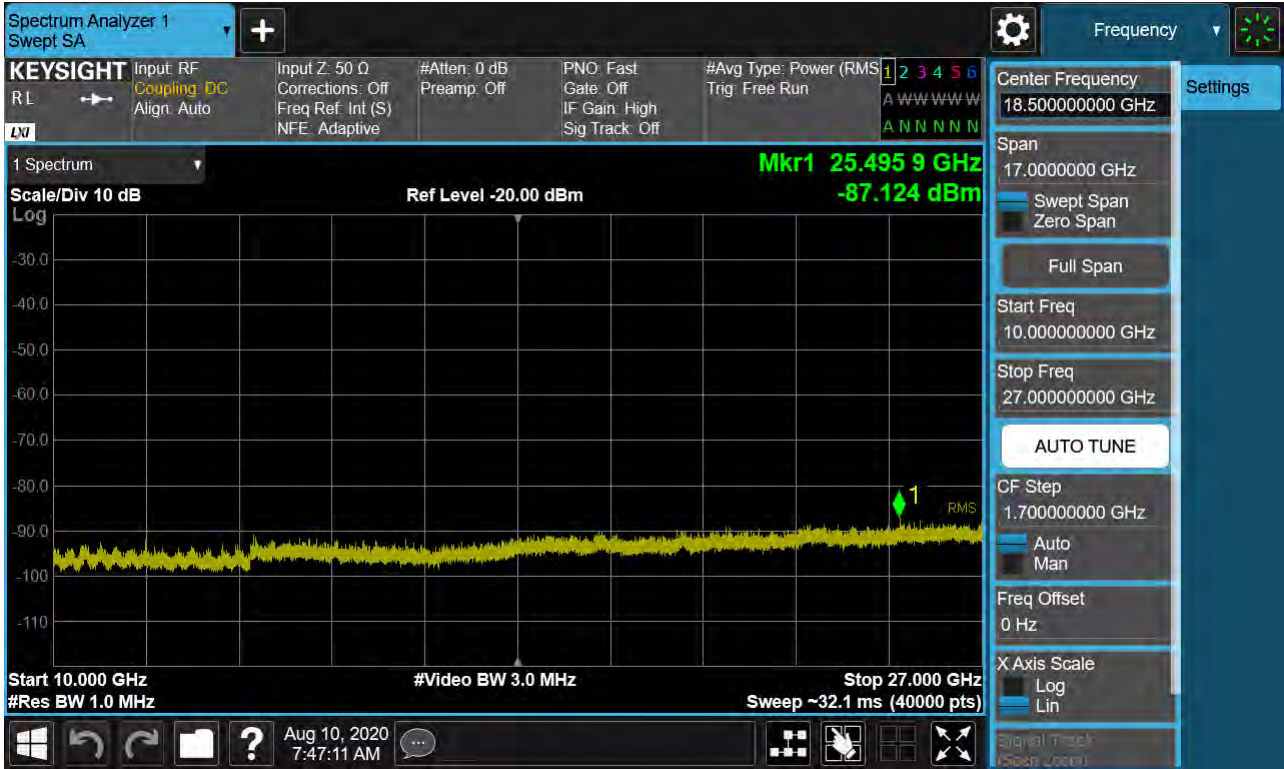 Spectrum Analyzer 1
Swept SA
+
Frequency
KEYSIGHT
R L
LXI
Input: RF
Coupling: DC
Align: Auto
Input Z: 50 Ω
Corrections: Off
Freq Ref: Int (S)
NFE: Adaptive
#Atten: 0 dB
Preamp: Off
PNO: Fast
Gate: Off
IF Gain: High
Sig Track: Off
#Avg Type: Power (RMS
Trig: Free Run
1 2 3 4 5 6
A W W W W W
A N N N N N
1 Spectrum
Mkr1 25.495 9 GHz
-87.124 dBm
Scale/Div 10 dB
Ref Level -20.00 dBm
Log
-30.0
-40.0
-50.0
-60.0
-70.0
-80.0
-90.0
-100
-110
1
RMS
Start 10.000 GHz
#Video BW 3.0 MHz
Stop 27.000 GHz
#Res BW 1.0 MHz
Sweep ~32.1 ms (40000 pts)
Center Frequency
18.500000000 GHz
Settings
Span
17.0000000 GHz
Swept Span
Zero Span
Full Span
Start Freq
10.000000000 GHz
Stop Freq
27.000000000 GHz
AUTO TUNE
CF Step
1.700000000 GHz
Auto
Man
Freq Offset
0 Hz
X Axis Scale
Log
Lin
Signal Track
(Span Zoom)
?
Aug 10, 2020
7:47:11 AM